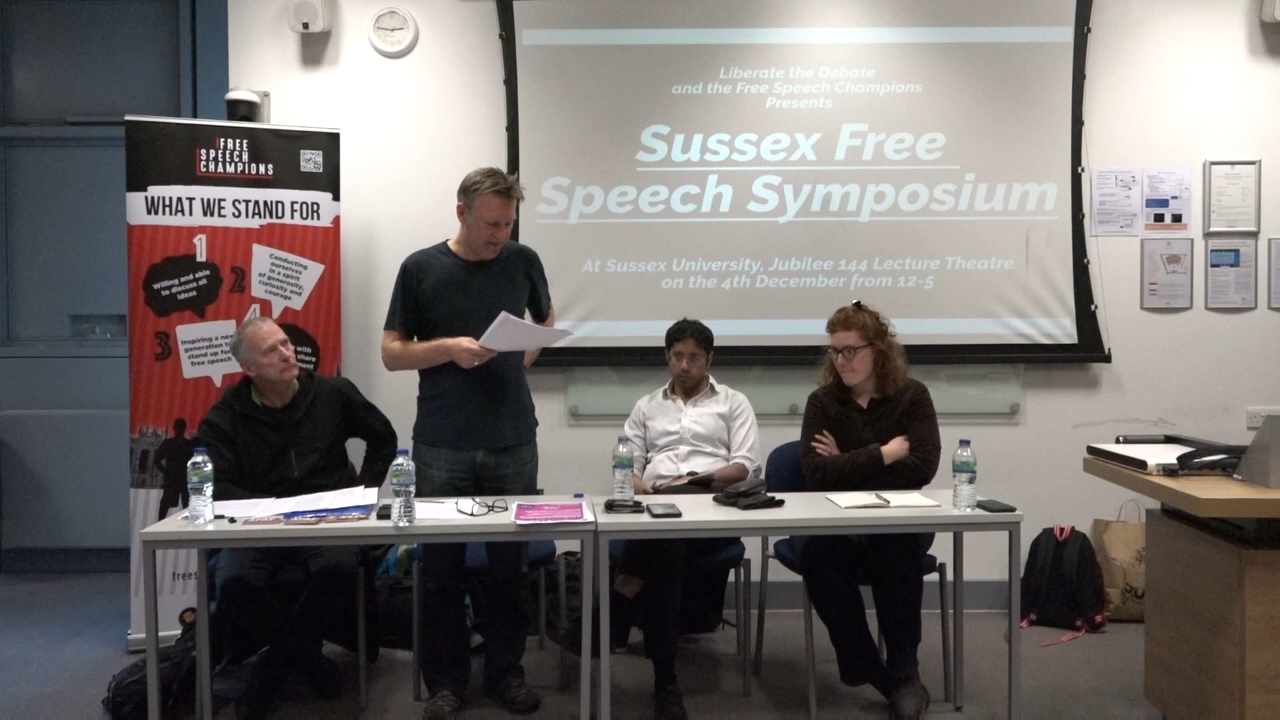 FREE
SPEECH
CHAMPIONS
WHAT WE STAND FOR
1
Willing and able
to discuss all
ideas
2
Conducting
ourselves
in a spirit
of generosity,
curiosity and
courage
3
Inspiring a new
generation to
stand up for
free speech
4
with
share
frees
Liberate the Debate
and the Free Speech Champions
Presents
Sussex Free
Speech Symposium
At Sussex University, Jubilee 144 Lecture Theatre
on the 4th December from 12-5